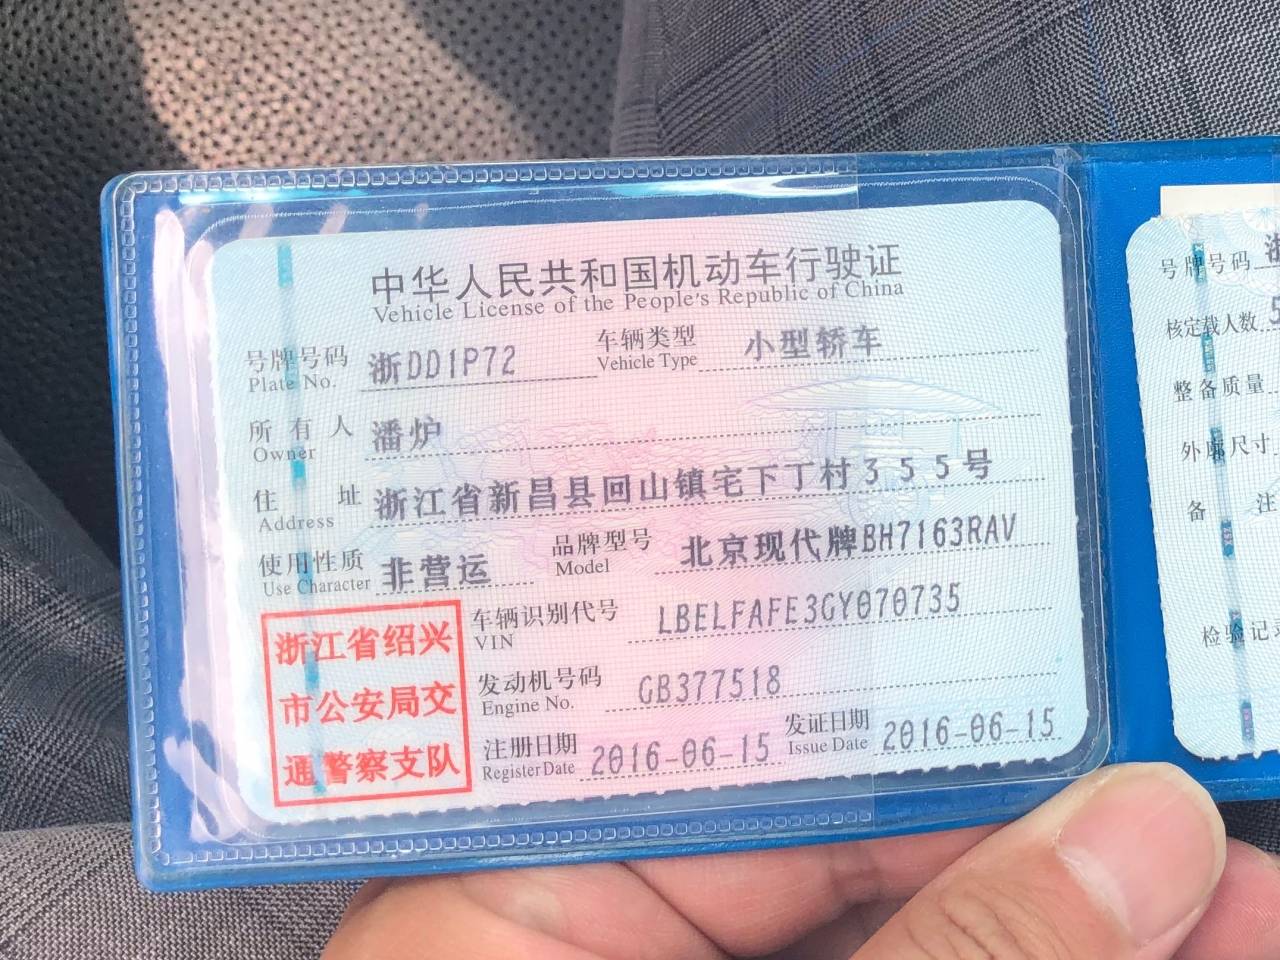 中华人民共和国机动车行驶证
Vehicle License of the People's Republic of China
号牌号码 浙DD1P72 车辆类型 小型轿车
Plate No. Vehicle Type
所有人 潘炉
Owner
住址 浙江省新昌县回山镇宅下丁村355号
Address
使用性质 非营运 品牌型号 北京现代牌BH7163RAV
Use Character Model
浙江省绍兴
市公安局交
通警察支队
车辆识别代号 LBELFAFE3GY070735
VIN
发动机号码 GB377518
Engine No.
注册日期 2016-06-15 发证日期 2016-06-15
Register Date Issue Date
号牌号码 浙
核定载人数 5
整备质量
外廓尺寸
备注
检验记录